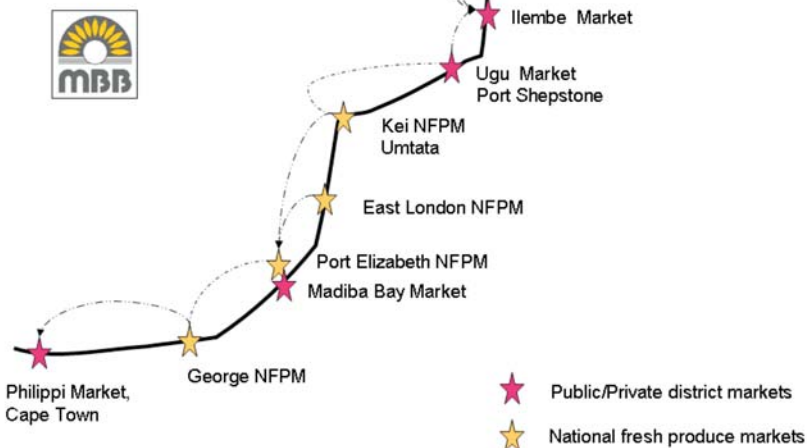 MBB
Ilembe Market
Ugu Market
Port Shepstone
Kei NFPM
Umtata
East London NFPM
Port Elizabeth NFPM
Madiba Bay Market
George NFPM
Philippi Market,
Cape Town
Public/Private district markets
National fresh produce markets